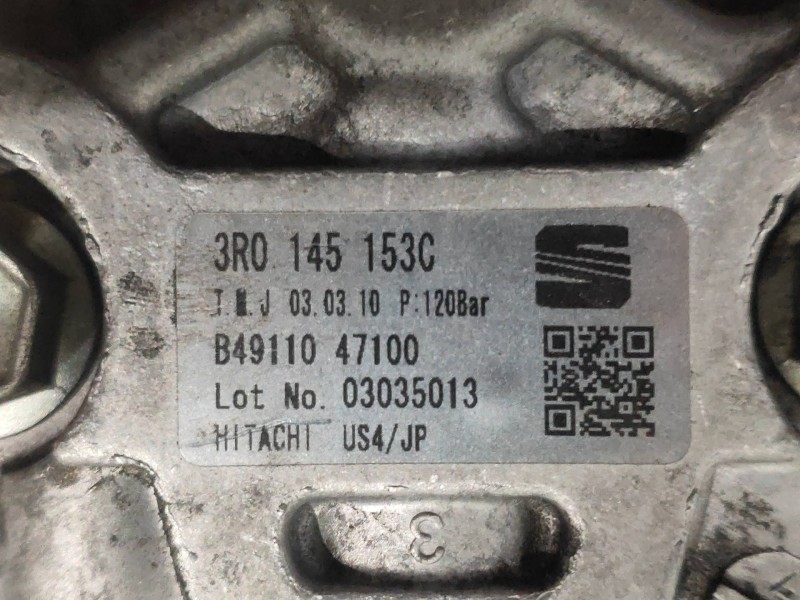 3R0 145 153C
03.03.10 P:120Bar
B49110 47100
Lot No. 03035013
HITACHI US4/JP
3